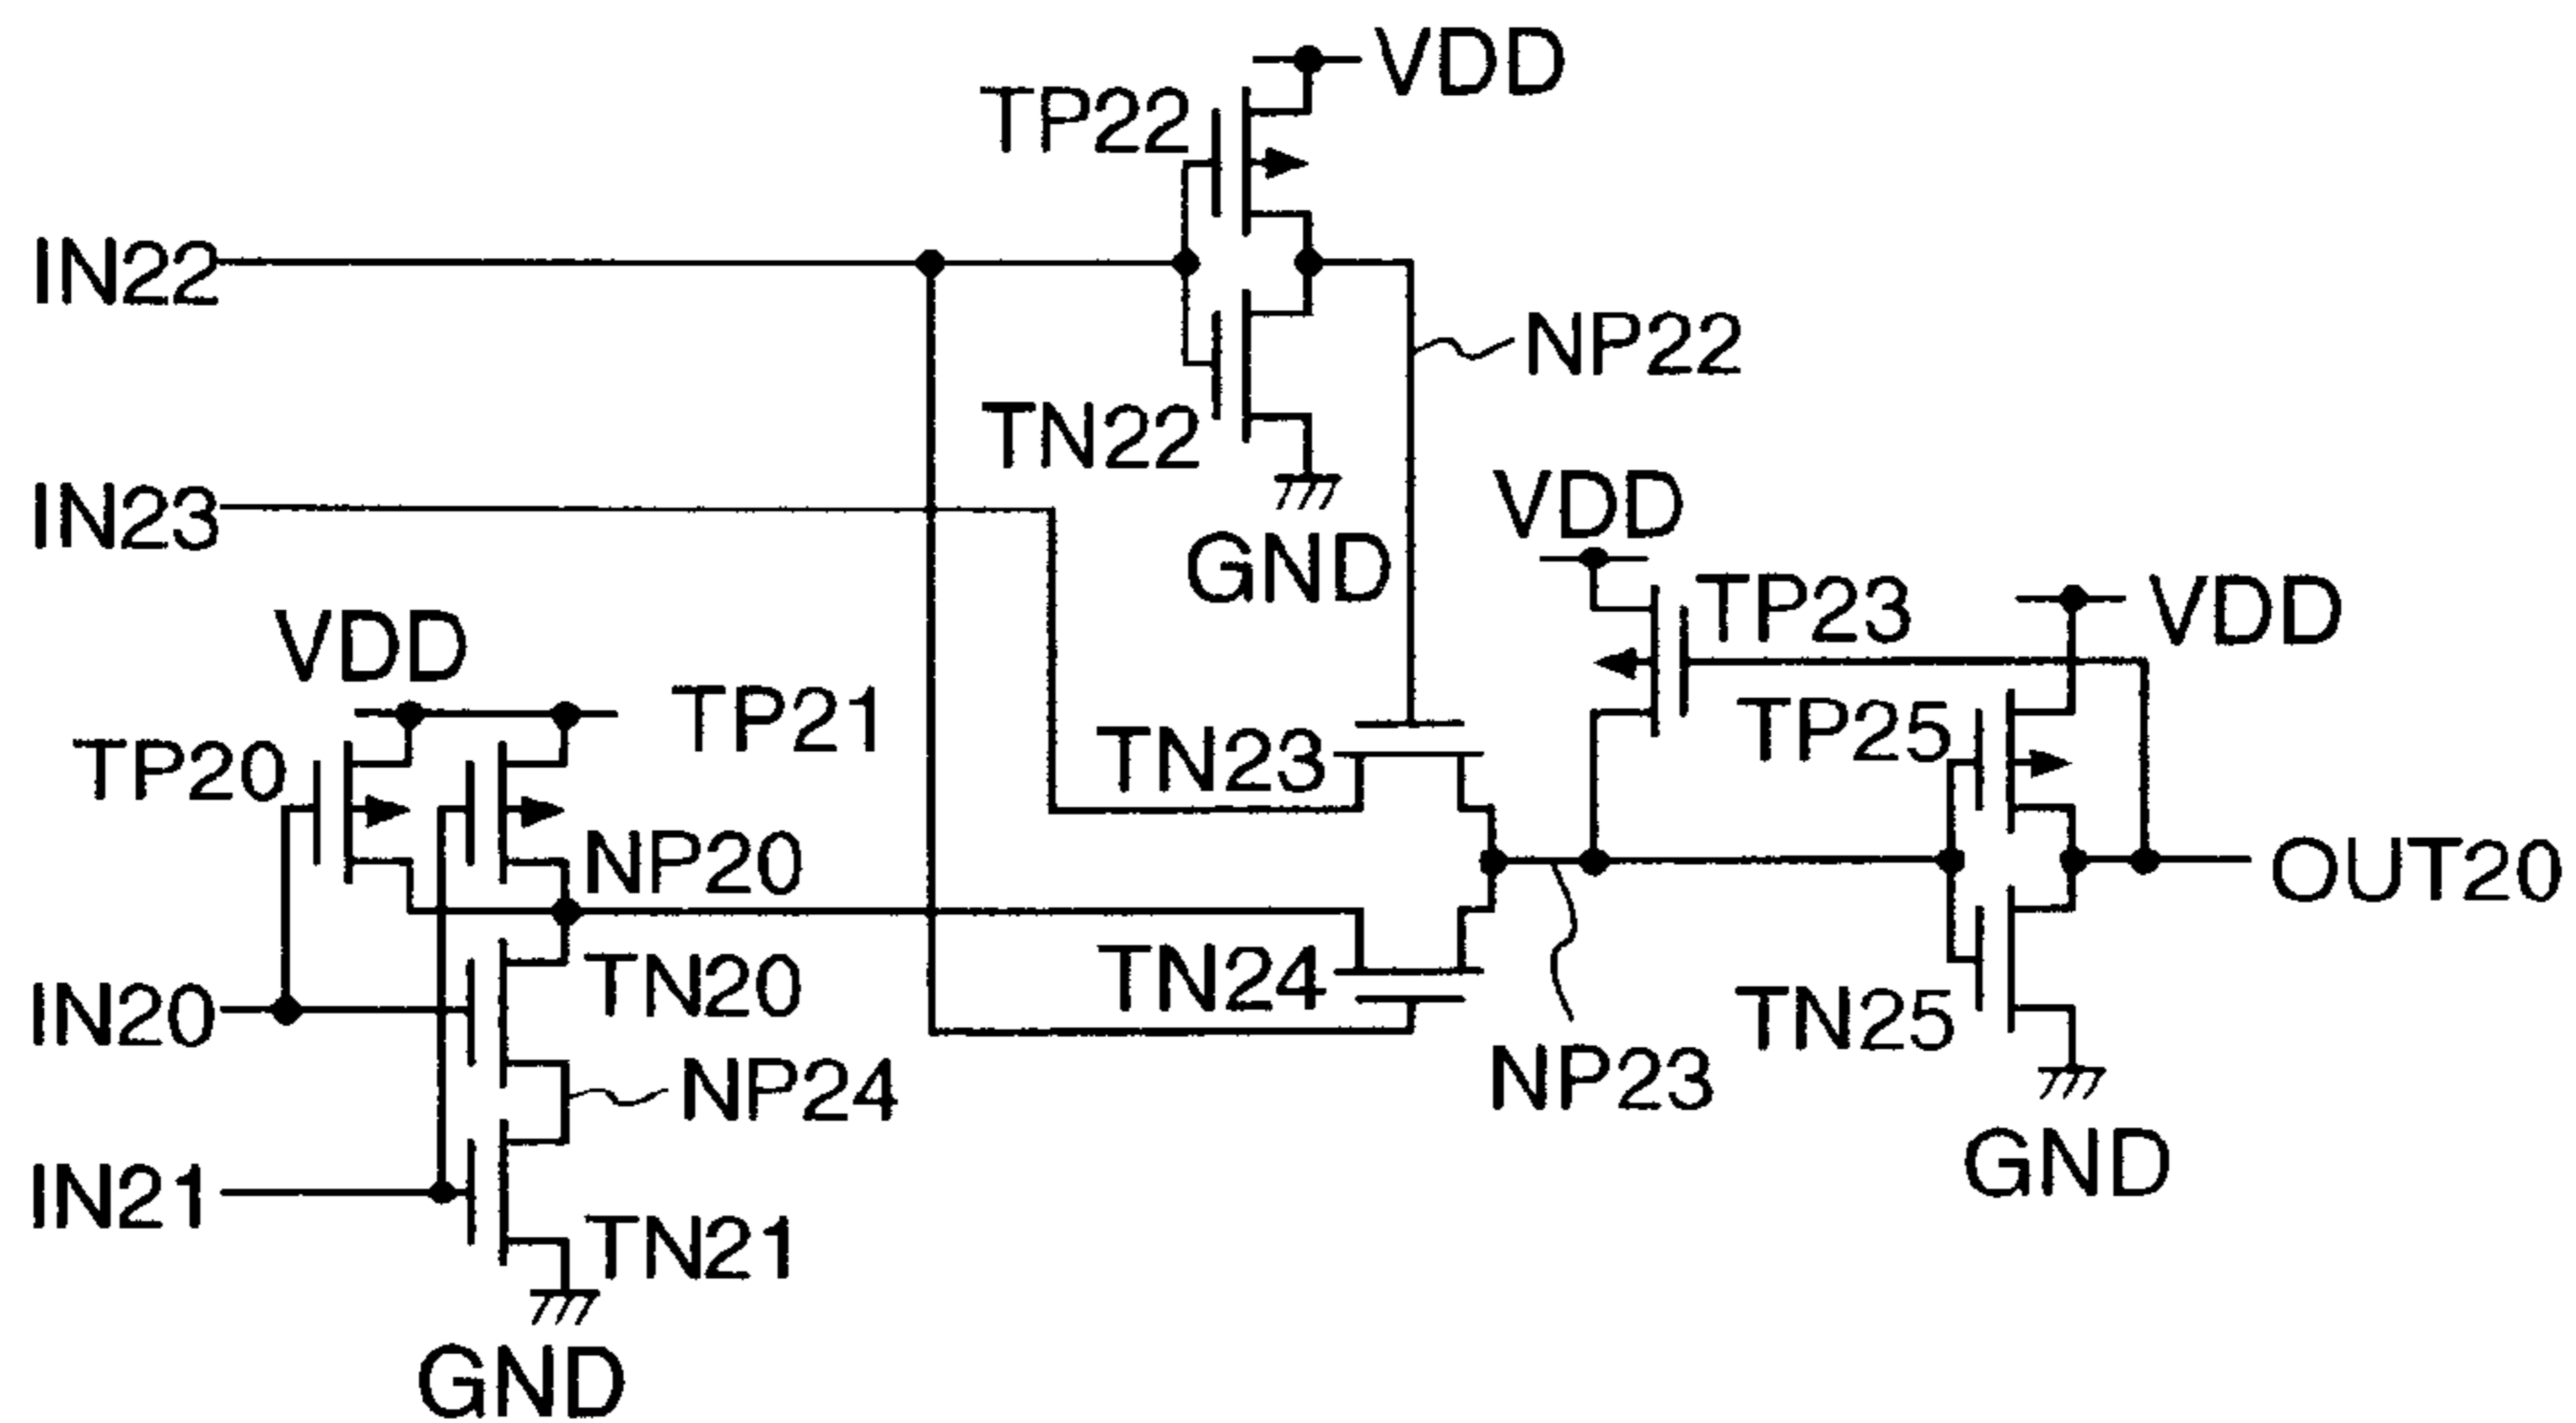 VDD
TP22
IN22
NP22
TN22
IN23
VDD
GND
TP23
VDD
VDD
TP21
TP25
TN23
TP20
NP20
OUT20
TN20
TN24
IN20
TN25
NP24
NP23
IN21
GND
TN21
GND